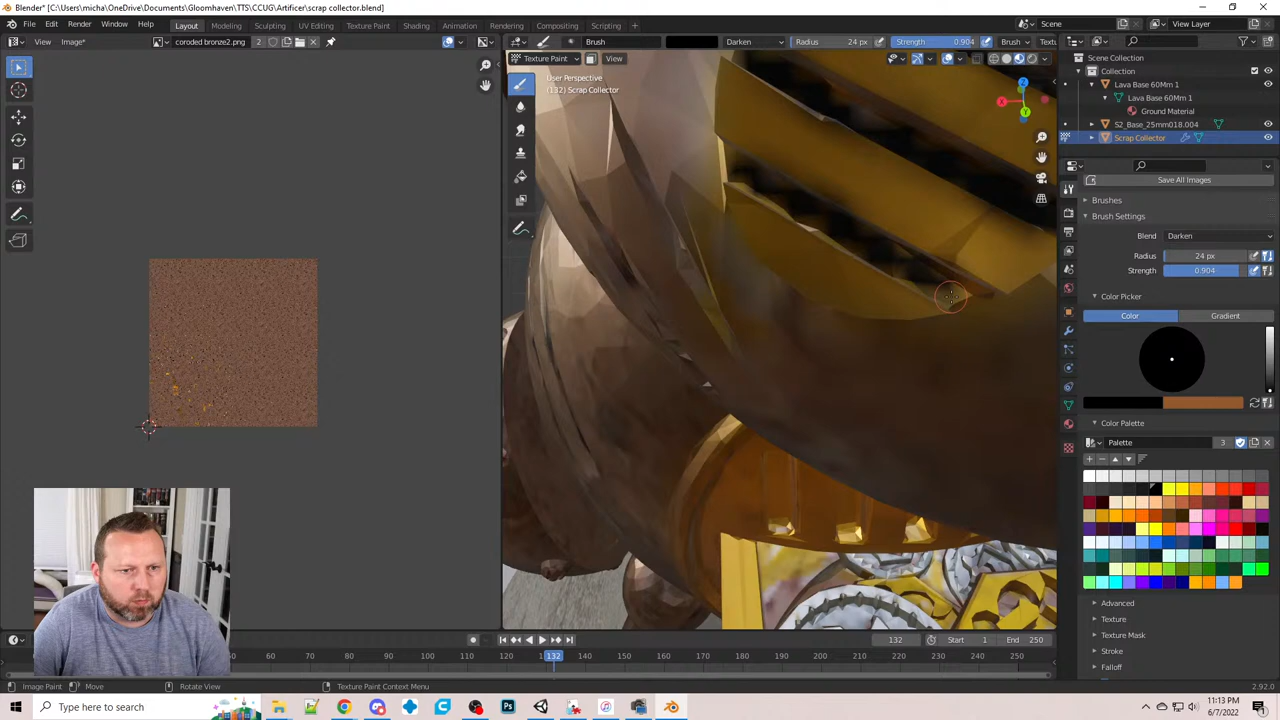 Blender* [C:\Users\micha\OneDrive\Documents\Gloomhaven\TTS\CCUG\Artificer\scrap collector.blend]
File Edit Render Window Help Layout Modeling Sculpting UV Editing Texture Paint Shading Animation Rendering Compositing Scripting + Scene View Layer
View Image* coroded bronze2.png 2 Brush Darken Radius 24 px Strength 0.904 Brush Textu
Texture Paint View
User Perspective
(132) Scrap Collector
Scene Collection
Collection
Lava Base 60Mm 1
Lava Base 60Mm 1
Ground Material
S2_Base_25mm018.004
Scrap Collector
Save All Images
Brushes
Brush Settings
Blend Darken
Radius 24 px
Strength 0.904
Color Picker
Color Gradient
Color Palette
Palette 3
Advanced
Texture
Texture Mask
Stroke
Falloff
132 Start 1 End 250
50 60 70 80 90 100 110 120 132 140 150 160 170 180 190 200 210 220 230 240 250
Image Paint Move Rotate View Texture Paint Context Menu 2.92.0
Type here to search
11:13 PM
6/7/2022